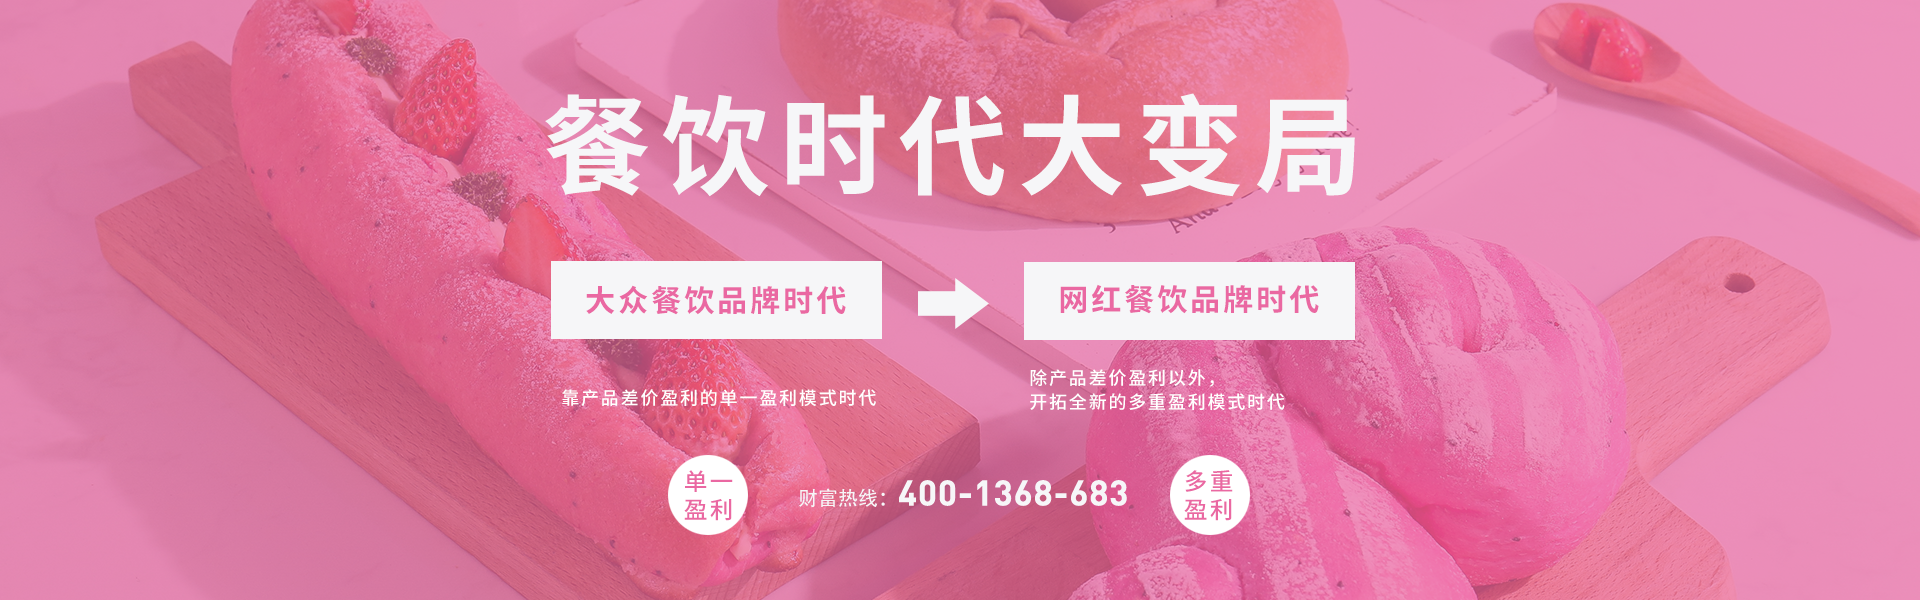 餐饮时代大变局
大众餐饮品牌时代
网红餐饮品牌时代
靠产品差价盈利的单一盈利模式时代
除产品差价盈利以外，
开拓全新的多重盈利模式时代
单一
盈利
财富热线：400-1368-683
多重
盈利